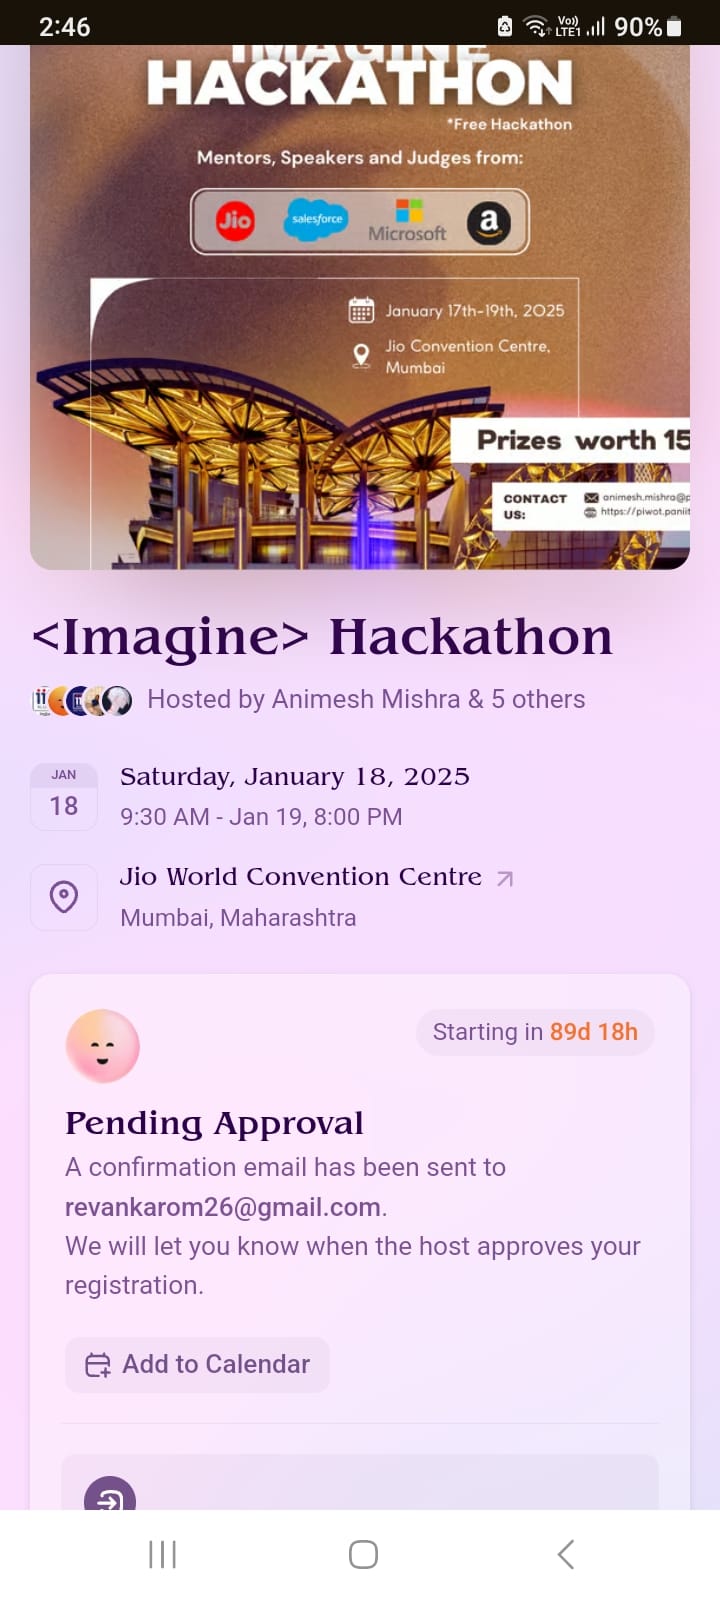 2:46
Vo)) LTE1 90%
IMAGINE
HACKATHON
*Free Hackathon
Mentors, Speakers and Judges from:
Jio salesforce Microsoft a
January 17th-19th, 2025
Jio Convention Centre,
Mumbai
Prizes worth 15
CONTACT
US:
animesh.mishra@p
https://piwot.paniit
<Imagine> Hackathon
Hosted by Animesh Mishra & 5 others
JAN
18
Saturday, January 18, 2025
9:30 AM - Jan 19, 8:00 PM
Jio World Convention Centre
Mumbai, Maharashtra
Starting in 89d 18h
Pending Approval
A confirmation email has been sent to
revankarom26@gmail.com.
We will let you know when the host approves your
registration.
Add to Calendar